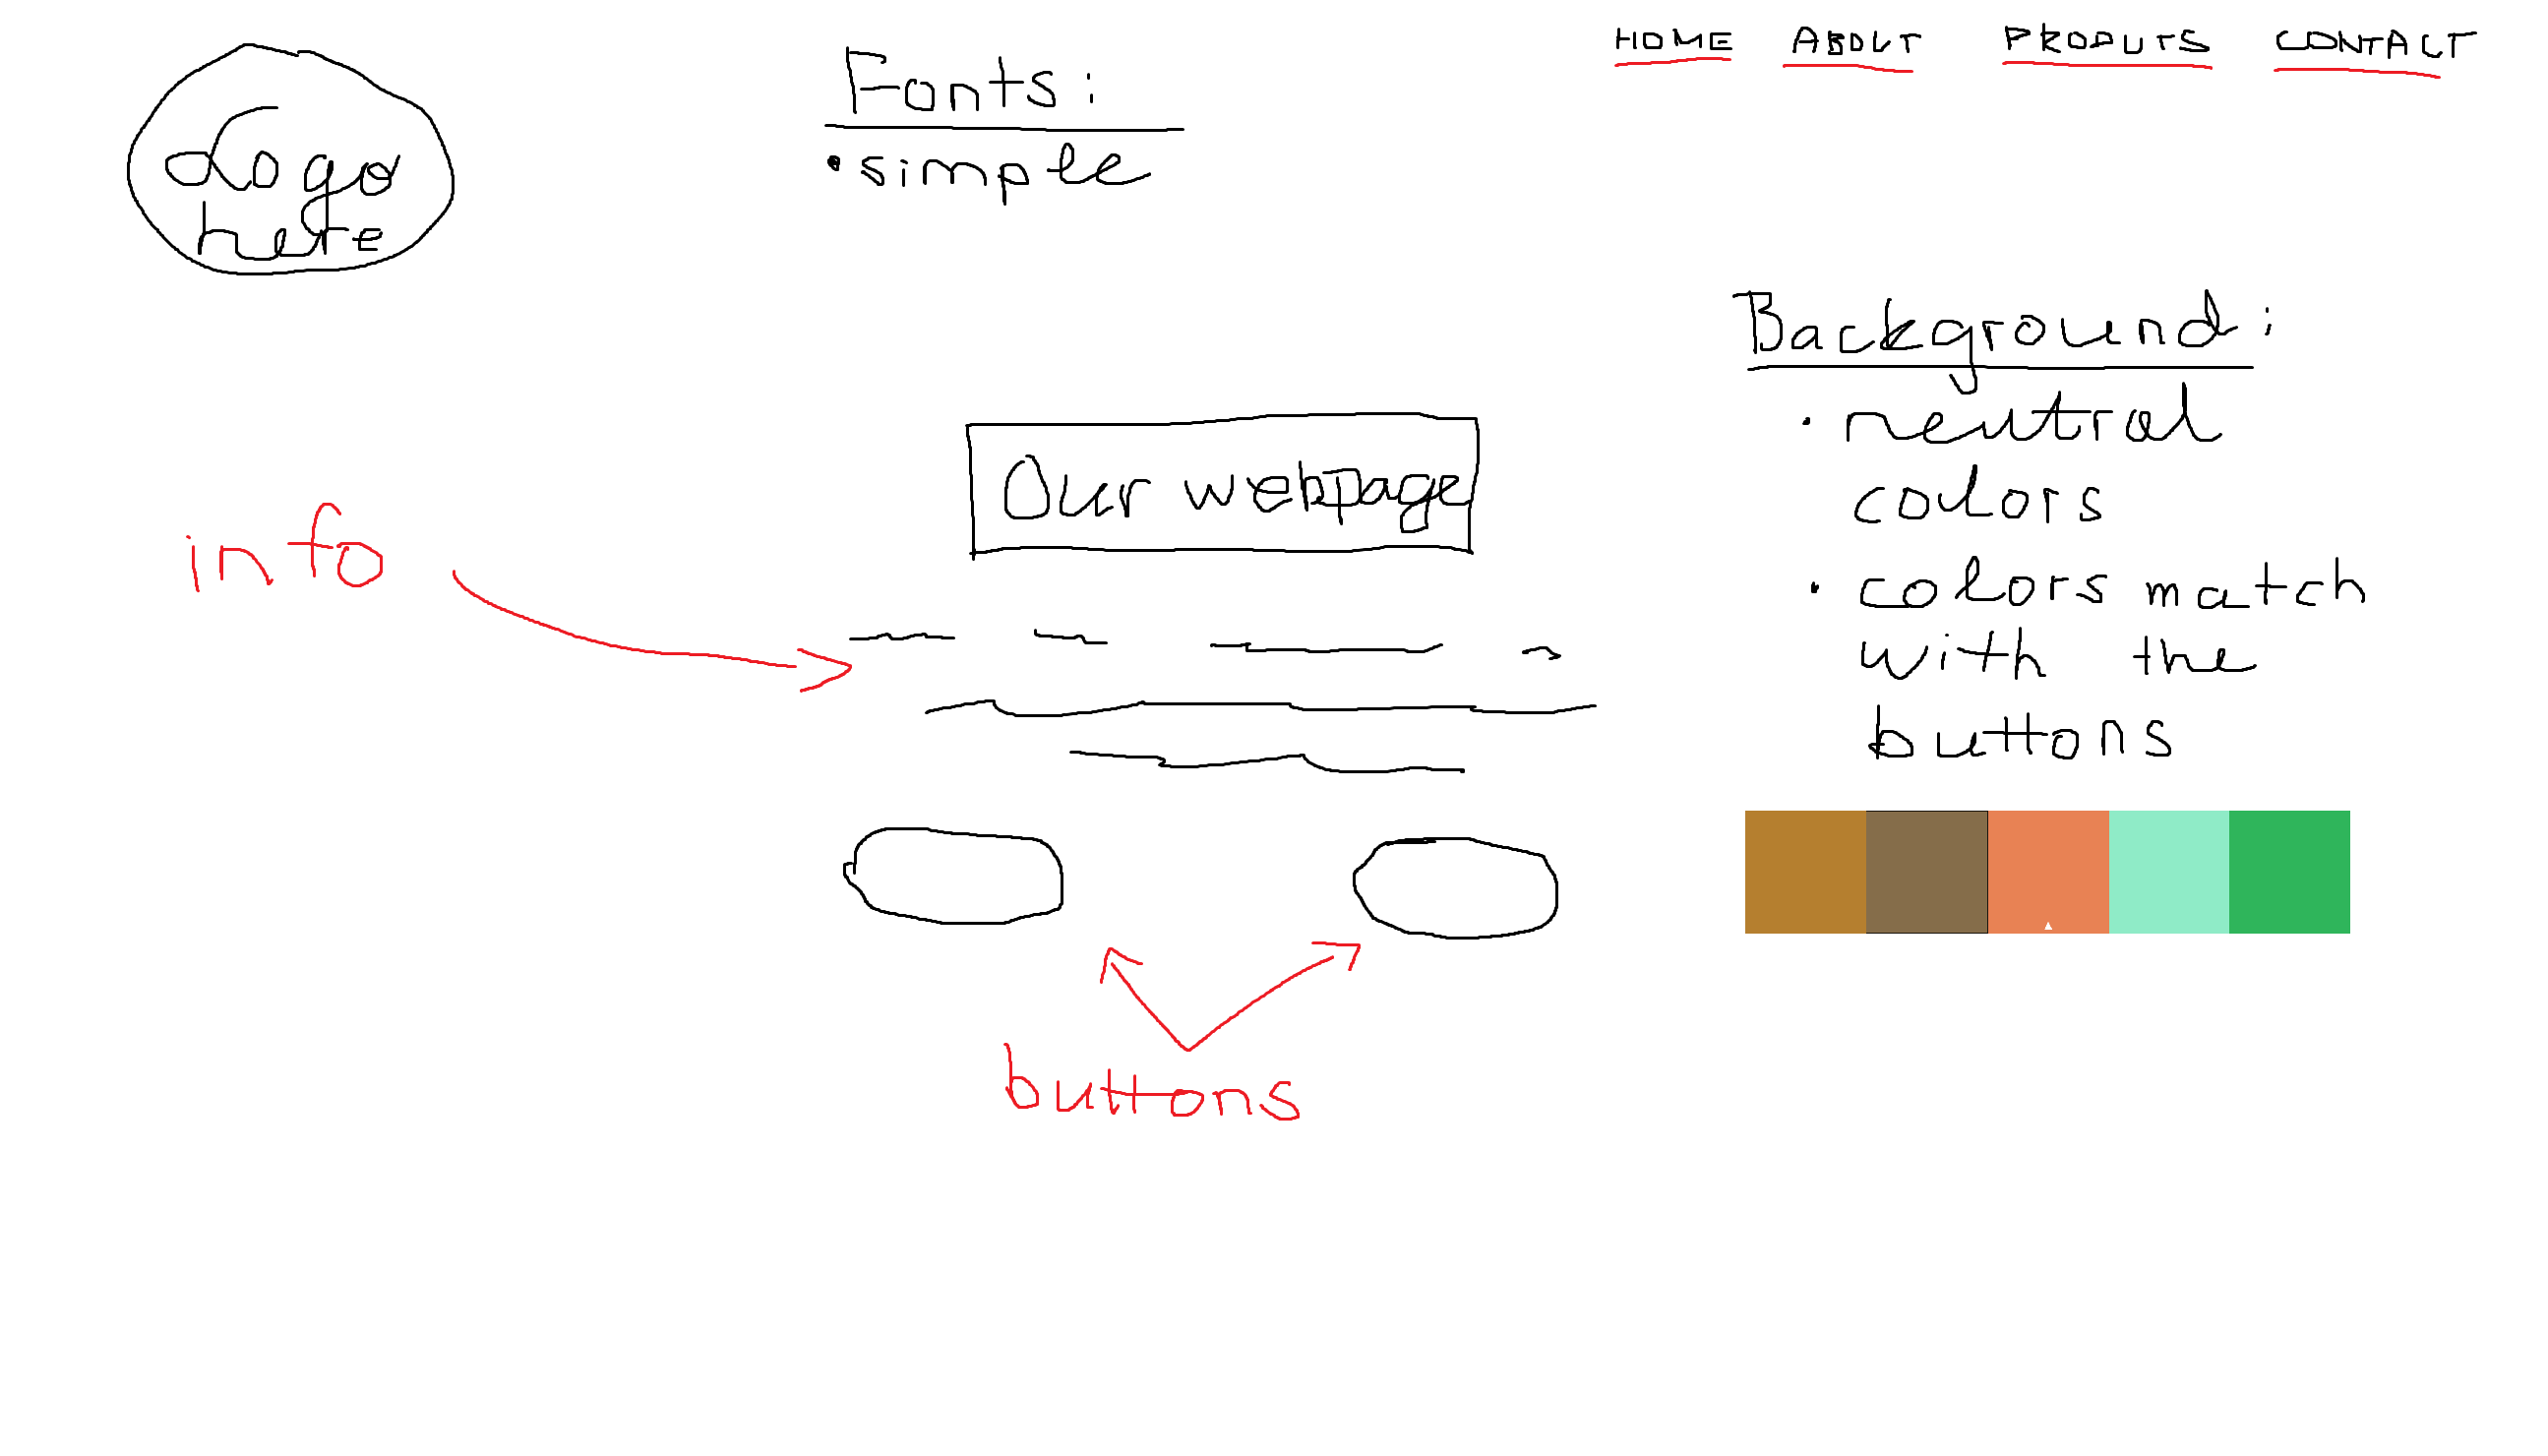 HOME ABOUT PRODUTS CONTACT
Logo
here
Fonts:
• simple
Background:
• neutral
colors
• colors match
with the
buttons
Our webpage
info
buttons